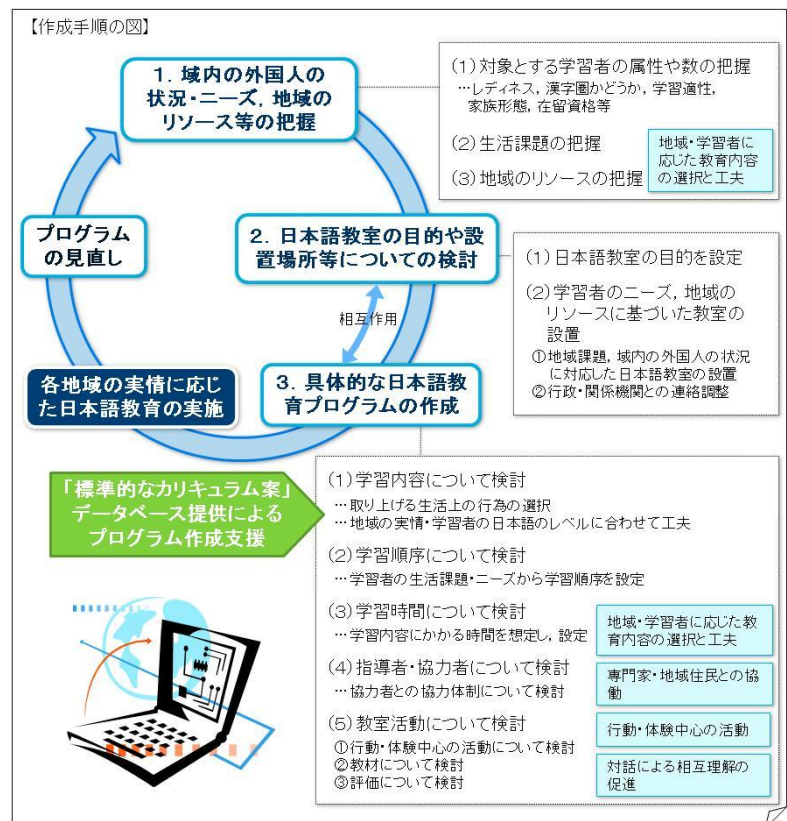 【作成手順の図】
1．域内の外国人の
状況・ニーズ，地域の
リソース等の把握
(1)対象とする学習者の属性や数の把握
…レディネス，漢字圏かどうか，学習適性，
家族形態，在留資格等
(2)生活課題の把握
(3)地域のリソースの把握
地域・学習者に
応じた教育内容
の選択と工夫
プログラム
の見直し
2．日本語教室の目的や設
置場所等についての検討
(1)日本語教室の目的を設定
(2)学習者のニーズ，地域の
リソースに基づいた教室の
設置
①地域課題，域内の外国人の状況
に対応した日本語教室の設置
②行政・関係機関との連絡調整
相互作用
各地域の実情に応じ
た日本語教育の実施
3．具体的な日本語教
育プログラムの作成
「標準的なカリキュラム案」
データベース提供による
プログラム作成支援
(1)学習内容について検討
…取り上げる生活上の行為の選択
…地域の実情・学習者の日本語のレベルに合わせて工夫
(2)学習順序について検討
…学習者の生活課題・ニーズから学習順序を設定
(3)学習時間について検討
…学習内容にかかる時間を想定し，設定
地域・学習者に応じた教
育内容の選択と工夫
(4)指導者・協力者について検討
…協力者との協力体制について検討
専門家・地域住民との協
働
(5)教室活動について検討
①行動・体験中心の活動について検討
②教材について検討
③評価について検討
行動・体験中心の活動
対話による相互理解の
促進